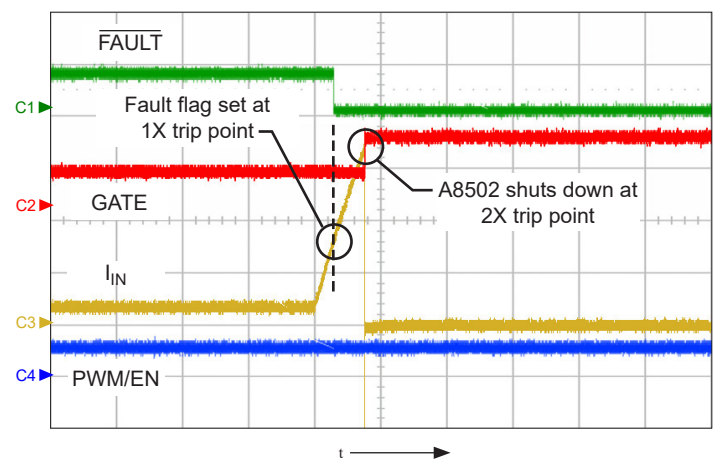 FAULT
C1
Fault flag set at
1X trip point
A8502 shuts down at
2X trip point
C2
GATE
IIN
C3
C4
PWM/EN
t